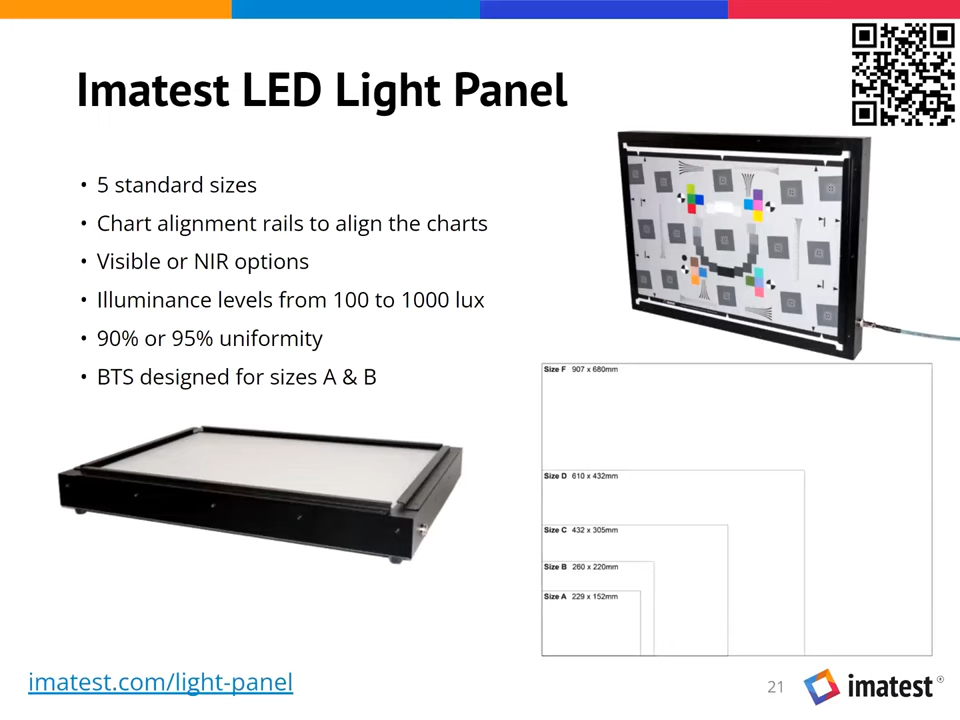 Imatest LED Light Panel
• 5 standard sizes
• Chart alignment rails to align the charts
• Visible or NIR options
• Illuminance levels from 100 to 1000 lux
• 90% or 95% uniformity
• BTS designed for sizes A & B
Size F 907 x 680mm
Size D 610 x 432mm
Size C 432 x 305mm
Size B 260 x 220mm
Size A 229 x 152mm
imatest.com/light-panel
21
imatest®